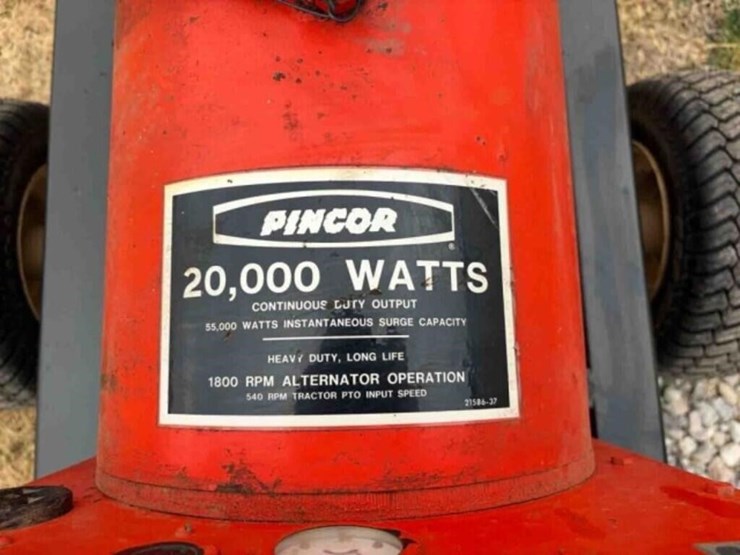 PINCOR
®
20,000 WATTS
CONTINUOUS DUTY OUTPUT
55,000 WATTS INSTANTANEOUS SURGE CAPACITY
HEAVY DUTY, LONG LIFE
1800 RPM ALTERNATOR OPERATION
540 RPM TRACTOR PTO INPUT SPEED
21586-37